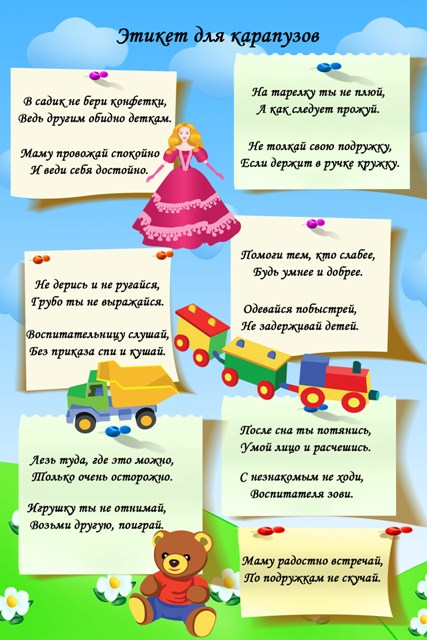 Этикет для карапузов
В садик не бери конфетки,
Ведь другим обидно деткам.
Маму провожай спокойно
И веди себя достойно.
На тарелку ты не плюй,
А как следует прожуй.
Не толкай свою подружку,
Если держит в ручке кружку.
Не дерись и не ругайся,
Грубо ты не выражайся.
Воспитательницу слушай,
Без приказа спи и кушай.
Помоги тем, кто слабее,
Будь умнее и добрее.
Одевайся побыстрей,
Не задерживай детей.
Лезь туда, где это можно,
Только очень осторожно.
Игрушку ты не отнимай,
Возьми другую, поиграй.
После сна ты потянись,
Умой лицо и расчешись.
С незнакомым не ходи,
Воспитателя зови.
Маму радостно встречай,
По подружкам не скучай.